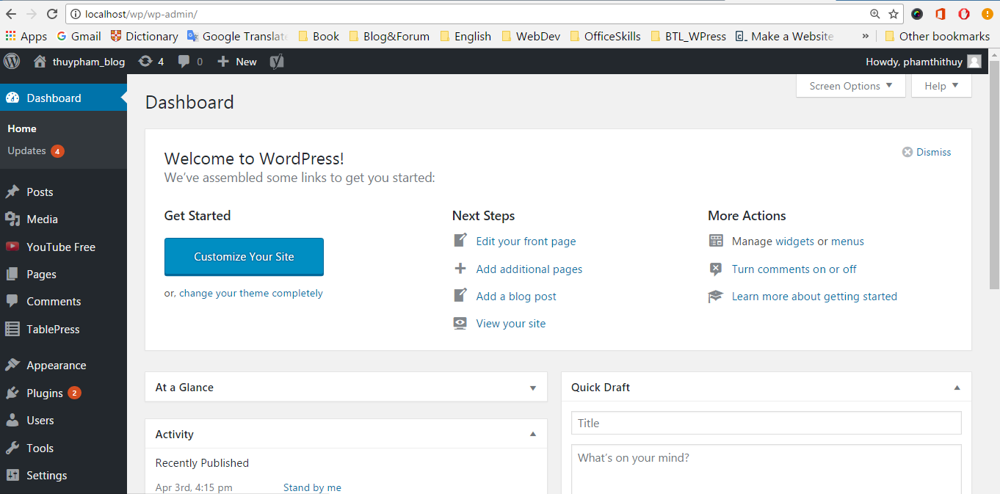 localhost/wp/wp-admin/
Apps Gmail Dictionary Google Translate Book Blog&Forum English WebDev OfficeSkills BTL_WPress Make a Website » Other bookmarks
thuypham_blog 4 0 New Howdy, phamthithuy
Screen Options Help
Dashboard
Home
Updates 4
Posts
Media
YouTube Free
Pages
Comments
TablePress
Appearance
Plugins 2
Users
Tools
Settings
Dashboard
Welcome to WordPress!
Dismiss
We've assembled some links to get you started:
Get Started
Customize Your Site
or, change your theme completely
Next Steps
Edit your front page
Add additional pages
Add a blog post
View your site
More Actions
Manage widgets or menus
Turn comments on or off
Learn more about getting started
At a Glance
Activity
Recently Published
Apr 3rd, 4:15 pm Stand by me
Quick Draft
Title
What's on your mind?